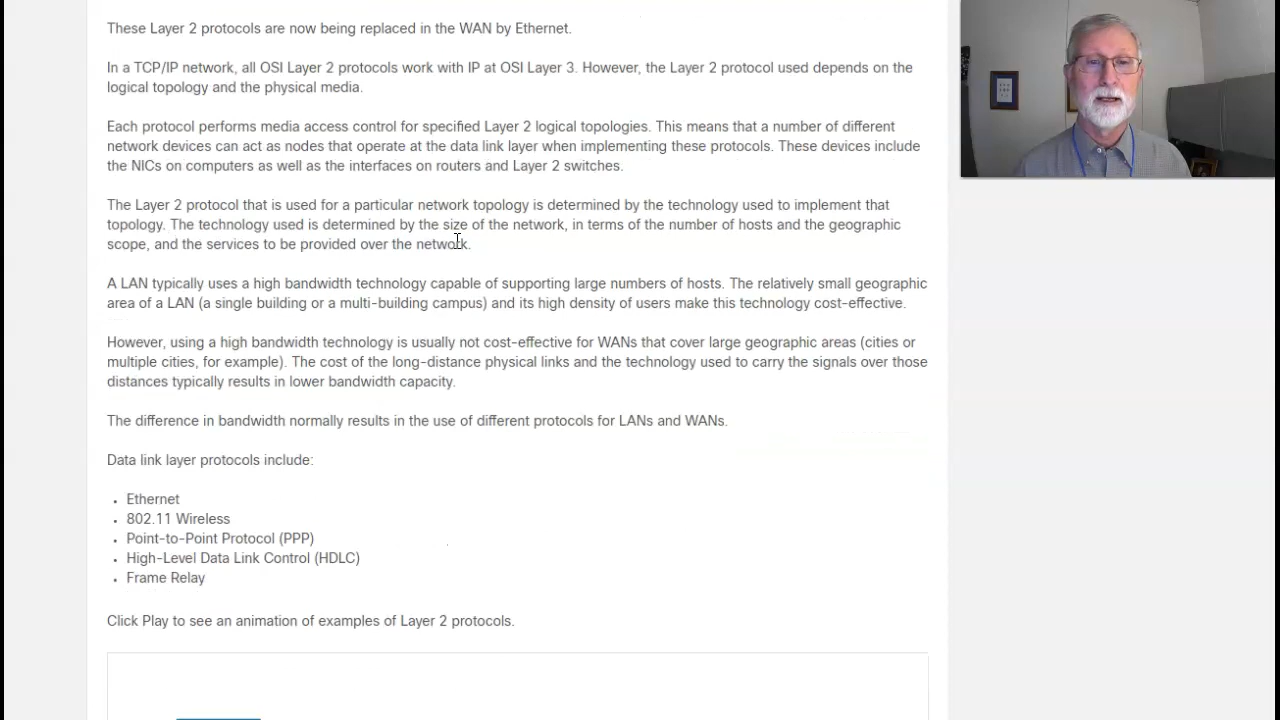 These Layer 2 protocols are now being replaced in the WAN by Ethernet.
In a TCP/IP network, all OSI Layer 2 protocols work with IP at OSI Layer 3. However, the Layer 2 protocol used depends on the
logical topology and the physical media.
Each protocol performs media access control for specified Layer 2 logical topologies. This means that a number of different
network devices can act as nodes that operate at the data link layer when implementing these protocols. These devices include
the NICs on computers as well as the interfaces on routers and Layer 2 switches.
The Layer 2 protocol that is used for a particular network topology is determined by the technology used to implement that
topology. The technology used is determined by the size of the network, in terms of the number of hosts and the geographic
scope, and the services to be provided over the network.
A LAN typically uses a high bandwidth technology capable of supporting large numbers of hosts. The relatively small geographic
area of a LAN (a single building or a multi-building campus) and its high density of users make this technology cost-effective.
However, using a high bandwidth technology is usually not cost-effective for WANs that cover large geographic areas (cities or
multiple cities, for example). The cost of the long-distance physical links and the technology used to carry the signals over those
distances typically results in lower bandwidth capacity.
The difference in bandwidth normally results in the use of different protocols for LANs and WANs.
Data link layer protocols include:
• Ethernet
• 802.11 Wireless
• Point-to-Point Protocol (PPP)
• High-Level Data Link Control (HDLC)
• Frame Relay
Click Play to see an animation of examples of Layer 2 protocols.